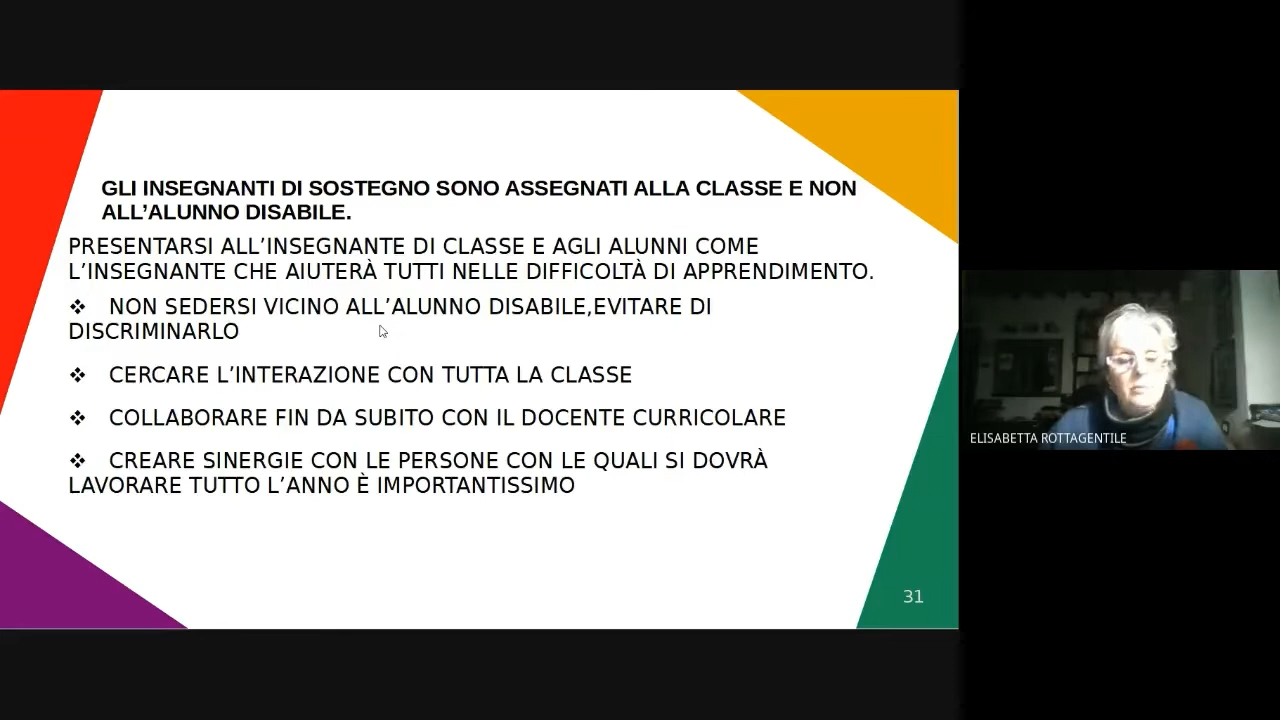 GLI INSEGNANTI DI SOSTEGNO SONO ASSEGNATI ALLA CLASSE E NON
ALL’ALUNNO DISABILE.
PRESENTARSI ALL’INSEGNANTE DI CLASSE E AGLI ALUNNI COME
L’INSEGNANTE CHE AIUTERÀ TUTTI NELLE DIFFICOLTÀ DI APPRENDIMENTO.
❖ NON SEDERSI VICINO ALL’ALUNNO DISABILE,EVITARE DI
DISCRIMINARLO
❖ CERCARE L’INTERAZIONE CON TUTTA LA CLASSE
❖ COLLABORARE FIN DA SUBITO CON IL DOCENTE CURRICOLARE
❖ CREARE SINERGIE CON LE PERSONE CON LE QUALI SI DOVRÀ
LAVORARE TUTTO L’ANNO È IMPORTANTISSIMO
31
ELISABETTA ROTTAGENTILE